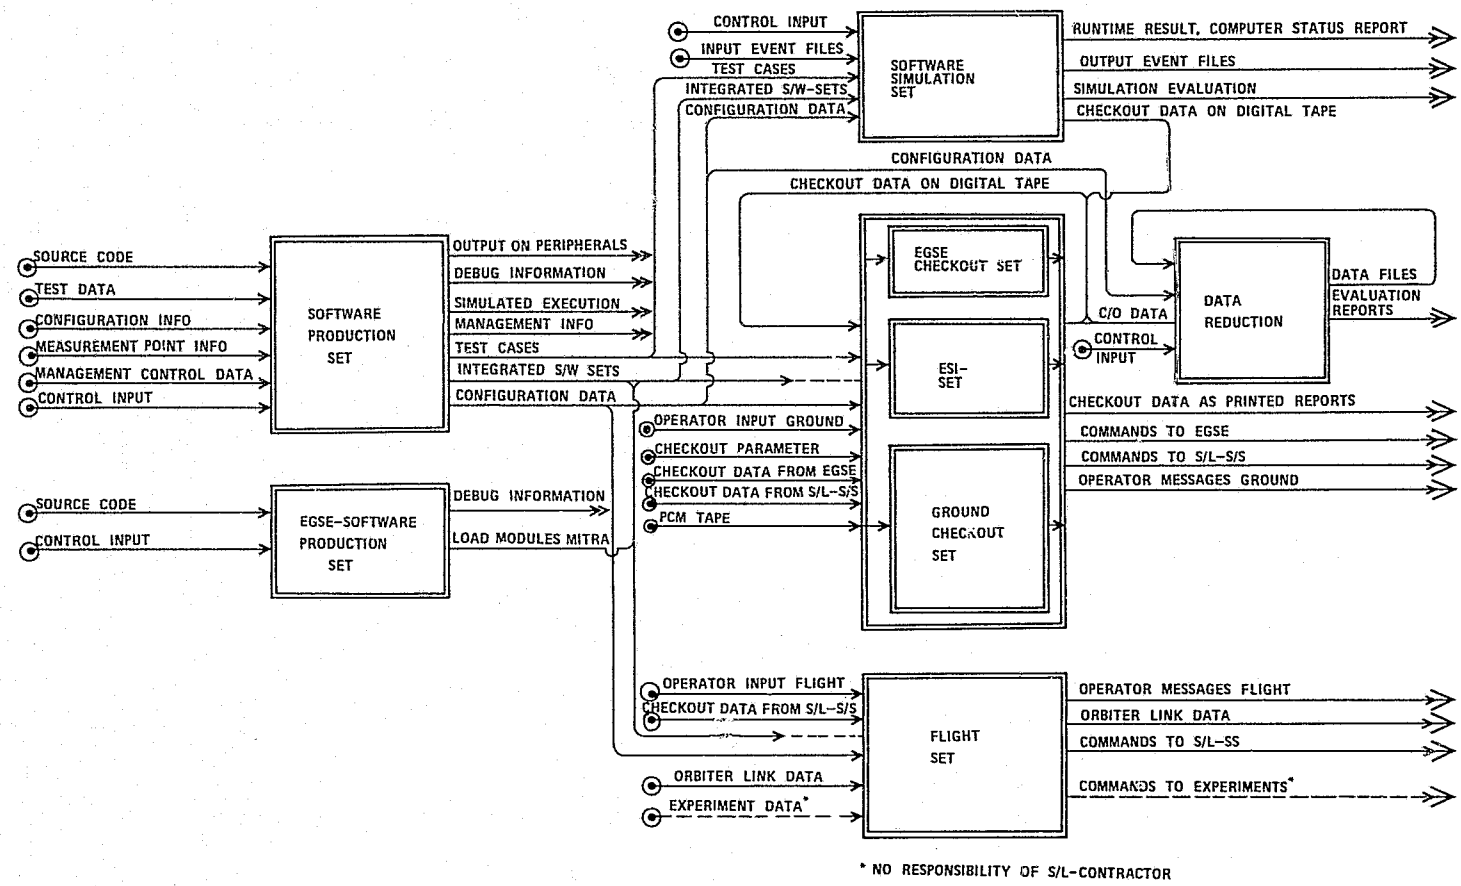 CONTROL INPUT
INPUT EVENT FILES
TEST CASES
INTEGRATED S/W-SETS
CONFIGURATION DATA
SOFTWARE
SIMULATION
SET
RUNTIME RESULT, COMPUTER STATUS REPORT
OUTPUT EVENT FILES
SIMULATION EVALUATION
CHECKOUT DATA ON DIGITAL TAPE
CONFIGURATION DATA
CHECKOUT DATA ON DIGITAL TAPE
SOURCE CODE
TEST DATA
CONFIGURATION INFO
MEASUREMENT POINT INFO
MANAGEMENT CONTROL DATA
CONTROL INPUT
SOFTWARE
PRODUCTION
SET
OUTPUT ON PERIPHERALS
DEBUG INFORMATION
SIMULATED EXECUTION
MANAGEMENT INFO
TEST CASES
INTEGRATED S/W SETS
CONFIGURATION DATA
EGSE
CHECKOUT SET
ESI-
SET
GROUND
CHECKOUT
SET
C/O DATA
CONTROL
INPUT
DATA
REDUCTION
DATA FILES
EVALUATION
REPORTS
OPERATOR INPUT GROUND
CHECKOUT PARAMETER
CHECKOUT DATA FROM EGSE
CHECKOUT DATA FROM S/L-S/S
PCM TAPE
CHECKOUT DATA AS PRINTED REPORTS
COMMANDS TO EGSE
COMMANDS TO S/L-S/S
OPERATOR MESSAGES GROUND
SOURCE CODE
CONTROL INPUT
EGSE-SOFTWARE
PRODUCTION
SET
DEBUG INFORMATION
LOAD MODULES MITRA
OPERATOR INPUT FLIGHT
CHECKOUT DATA FROM S/L-S/S
ORBITER LINK DATA
EXPERIMENT DATA*
FLIGHT
SET
OPERATOR MESSAGES FLIGHT
ORBITER LINK DATA
COMMANDS TO S/L-SS
COMMANDS TO EXPERIMENTS*
* NO RESPONSIBILITY OF S/L-CONTRACTOR